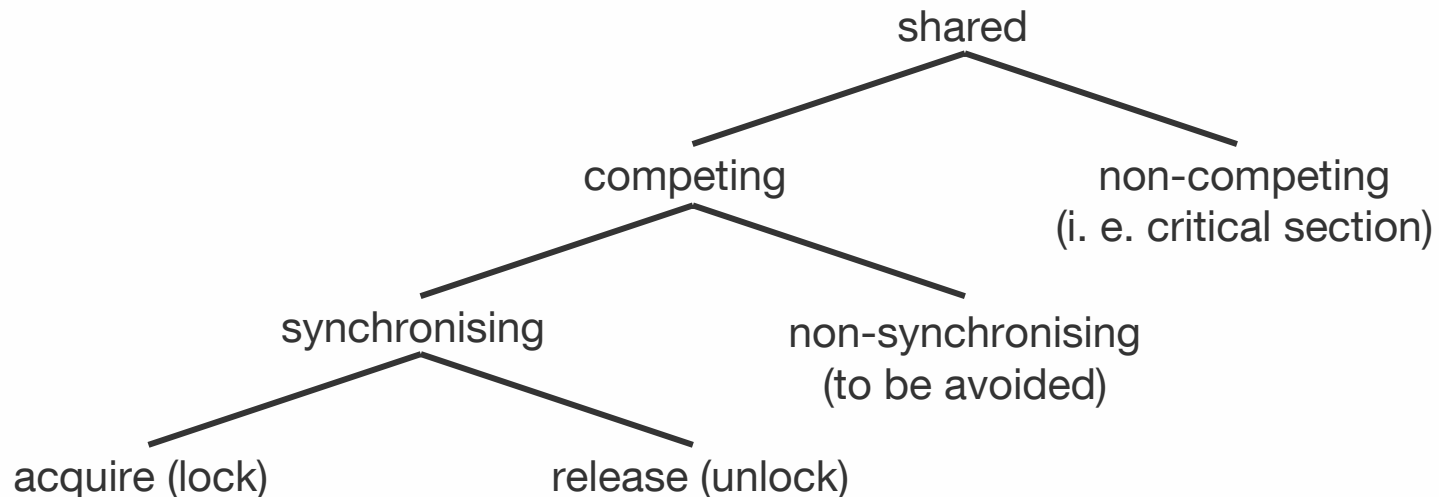 shared
competing
non-competing
(i. e. critical section)
synchronising
non-synchronising
(to be avoided)
acquire (lock)
release (unlock)